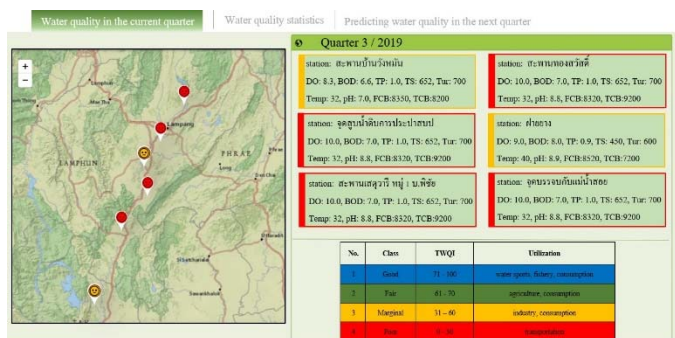 Water quality in the current quarter
Water quality statistics
Predicting water quality in the next quarter
+
−
Lampang
LAMPHUN
PHRAE
Long
Sawankhalok
Quarter 3 / 2019
station: สะพานบ้านวังหมัน
DO: 8.3, BOD: 6.6, TP: 1.0, TS: 652, Tur: 700
Temp: 32, pH: 7.0, FCB:8350, TCB:8200
station: สะพานทองสวัสดิ์
DO: 10.0, BOD: 7.0, TP: 1.0, TS: 652, Tur: 700
Temp: 32, pH: 8.8, FCB:8320, TCB:9200
station: จุดสูบน้ำดิบการประปาสบป
DO: 10.0, BOD: 7.0, TP: 1.0, TS: 652, Tur: 700
Temp: 32, pH: 8.8, FCB:8320, TCB:9200
station: ฝายยาง
DO: 9.0, BOD: 8.0, TP: 0.9, TS: 450, Tur: 600
Temp: 40, pH: 8.9, FCB:8520, TCB:7200
station: สะพานเสตุวารี หมู่ 1 บ.พิชัย
DO: 10.0, BOD: 7.0, TP: 1.0, TS: 652, Tur: 700
Temp: 32, pH: 8.8, FCB:8320, TCB:9200
station: จุดบรรจบกับแม่น้ำสอย
DO: 10.0, BOD: 7.0, TP: 1.0, TS: 652, Tur: 700
Temp: 32, pH: 8.8, FCB:8320, TCB:9200
No. Class TWQI Utilization
1 Good 71 - 100 water sports, fishery, consumption
2 Fair 61 - 70 agriculture, consumption
3 Marginal 31 – 60 industry, consumption
Poor transportation